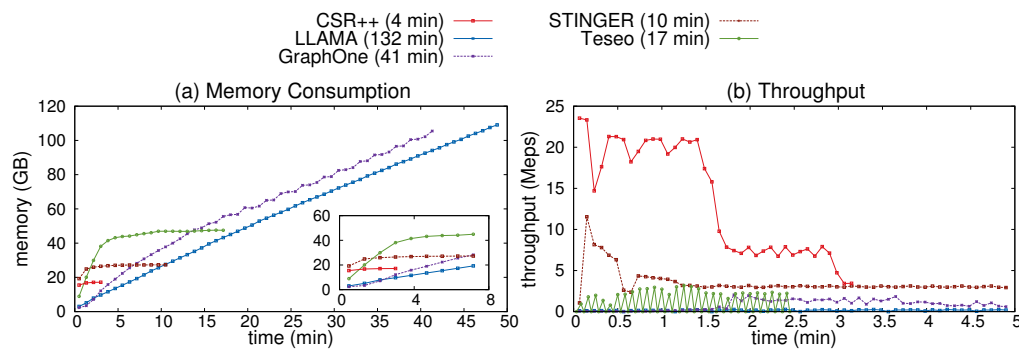 CSR++ (4 min)
LLAMA (132 min)
GraphOne (41 min)
STINGER (10 min)
Teseo (17 min)
(a) Memory Consumption
120
100
80
60
40
20
0
memory (GB)
0 5 10 15 20 25 30 35 40 45 50
time (min)
60
40
20
0
0 4 8
(b) Throughput
25
20
15
10
5
0
throughput (Meps)
0 0.5 1 1.5 2 2.5 3 3.5 4 4.5 5
time (min)